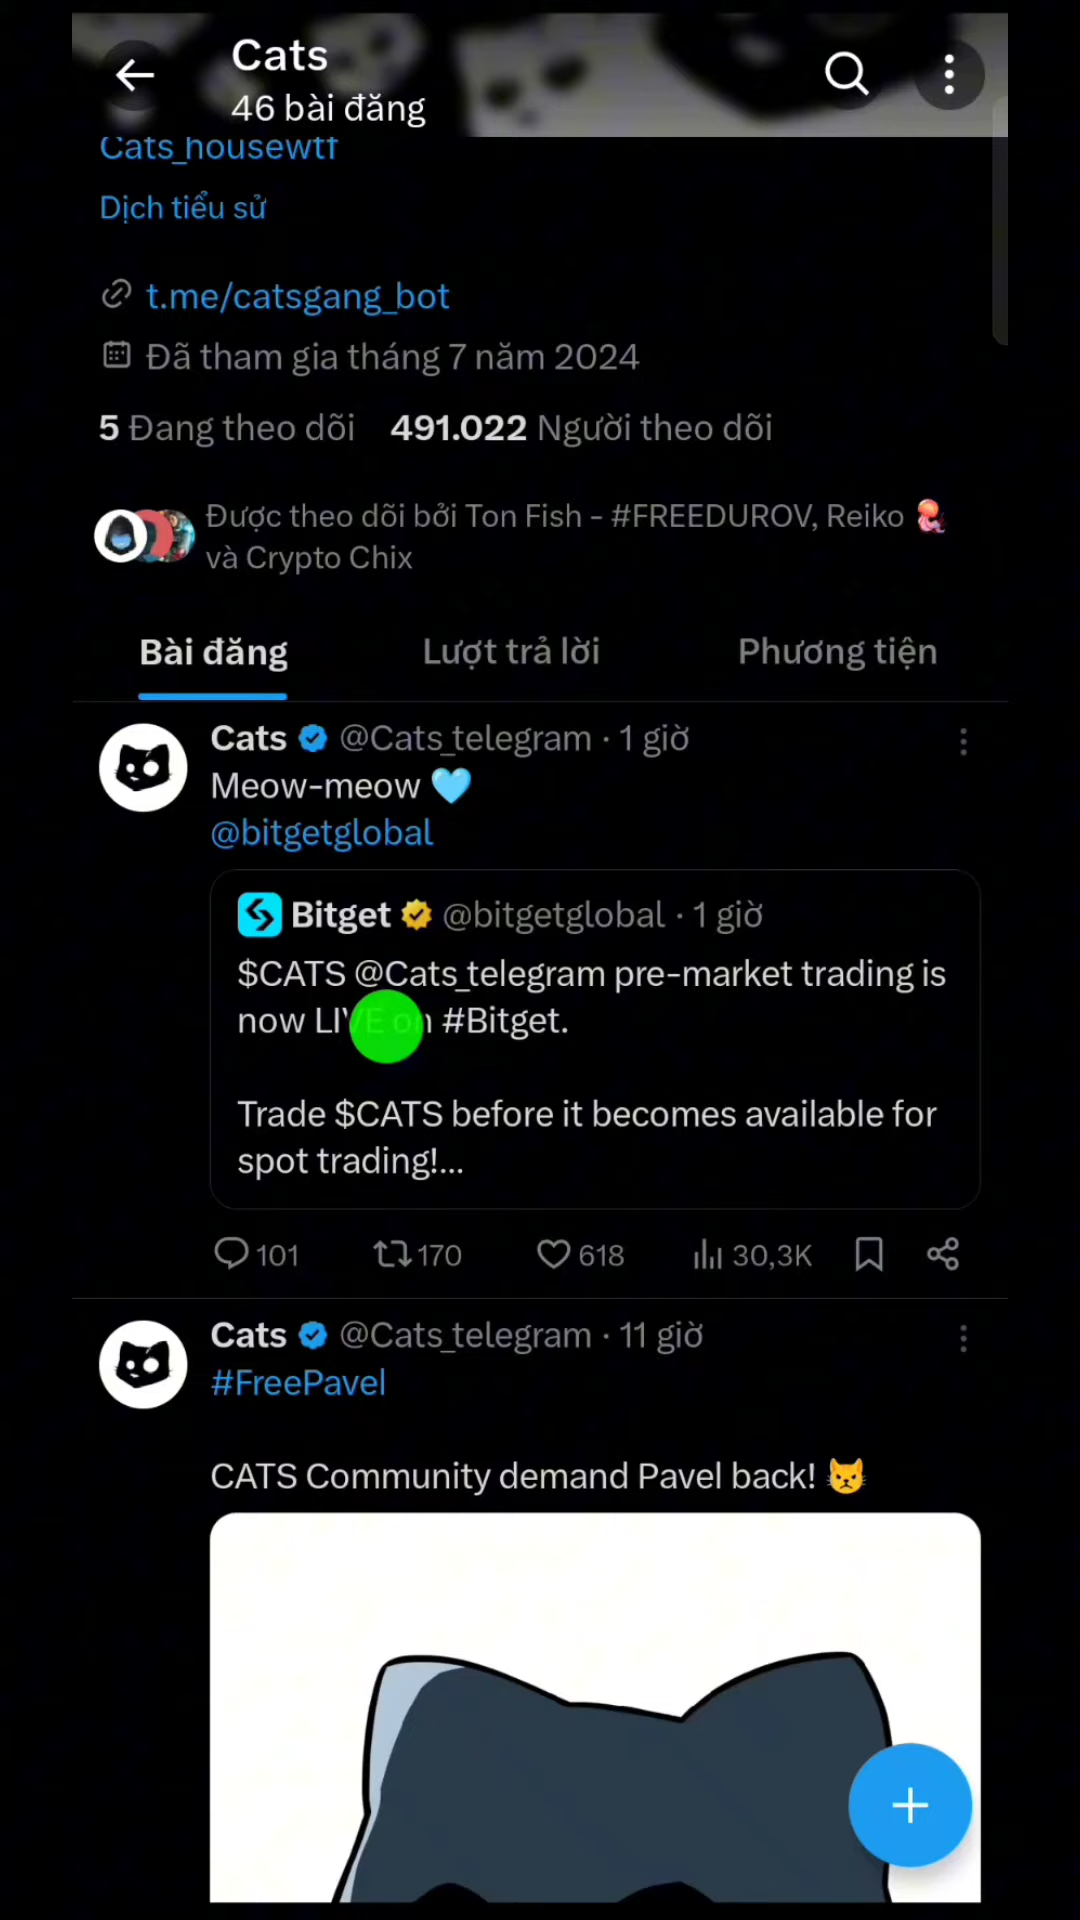 Cats
46 bài đăng
Cats_housewtf
Dịch tiểu sử
t.me/catsgang_bot
Đã tham gia tháng 7 năm 2024
5 Đang theo dõi 491.022 Người theo dõi
Được theo dõi bởi Ton Fish - #FREEDUROV, Reiko 🪼
và Crypto Chix
Bài đăng Lượt trả lời Phương tiện
Cats @Cats_telegram · 1 giờ
Meow-meow 🩵
@bitgetglobal
Bitget @bitgetglobal · 1 giờ
$CATS @Cats_telegram pre-market trading is
now LIVE on #Bitget.
Trade $CATS before it becomes available for
spot trading!...
101 170 618 30,3K
Cats @Cats_telegram · 11 giờ
#FreePavel
CATS Community demand Pavel back! 😾